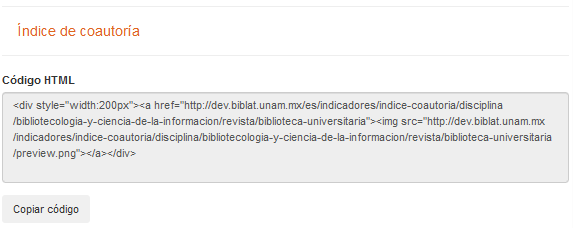 Índice de coautoría
Código HTML
<div style="width:200px"><a href="http://dev.biblat.unam.mx/es/indicadores/indice-coautoria/disciplina
/bibliotecologia-y-ciencia-de-la-informacion/revista/biblioteca-universitaria"><img src="http://dev.biblat.unam.mx
/indicadores/indice-coautoria/disciplina/bibliotecologia-y-ciencia-de-la-informacion/revista/biblioteca-universitaria
/preview.png"></a></div>
Copiar código